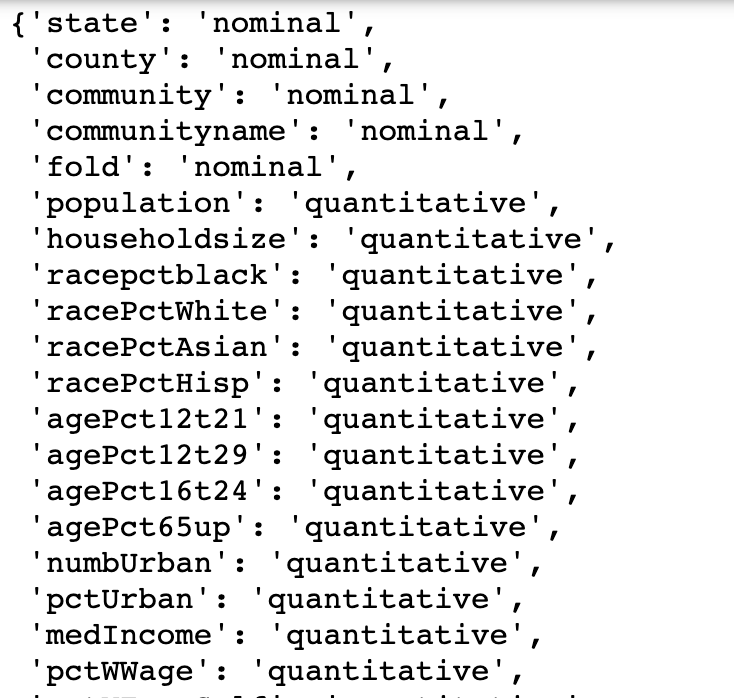 {'state': 'nominal',
'county': 'nominal',
'community': 'nominal',
'communityname': 'nominal',
'fold': 'nominal',
'population': 'quantitative',
'householdsize': 'quantitative',
'racepctblack': 'quantitative',
'racePctWhite': 'quantitative',
'racePctAsian': 'quantitative',
'racePctHisp': 'quantitative',
'agePct12t21': 'quantitative',
'agePct12t29': 'quantitative',
'agePct16t24': 'quantitative',
'agePct65up': 'quantitative',
'numbUrban': 'quantitative',
'pctUrban': 'quantitative',
'medIncome': 'quantitative',
'pctWWage': 'quantitative',